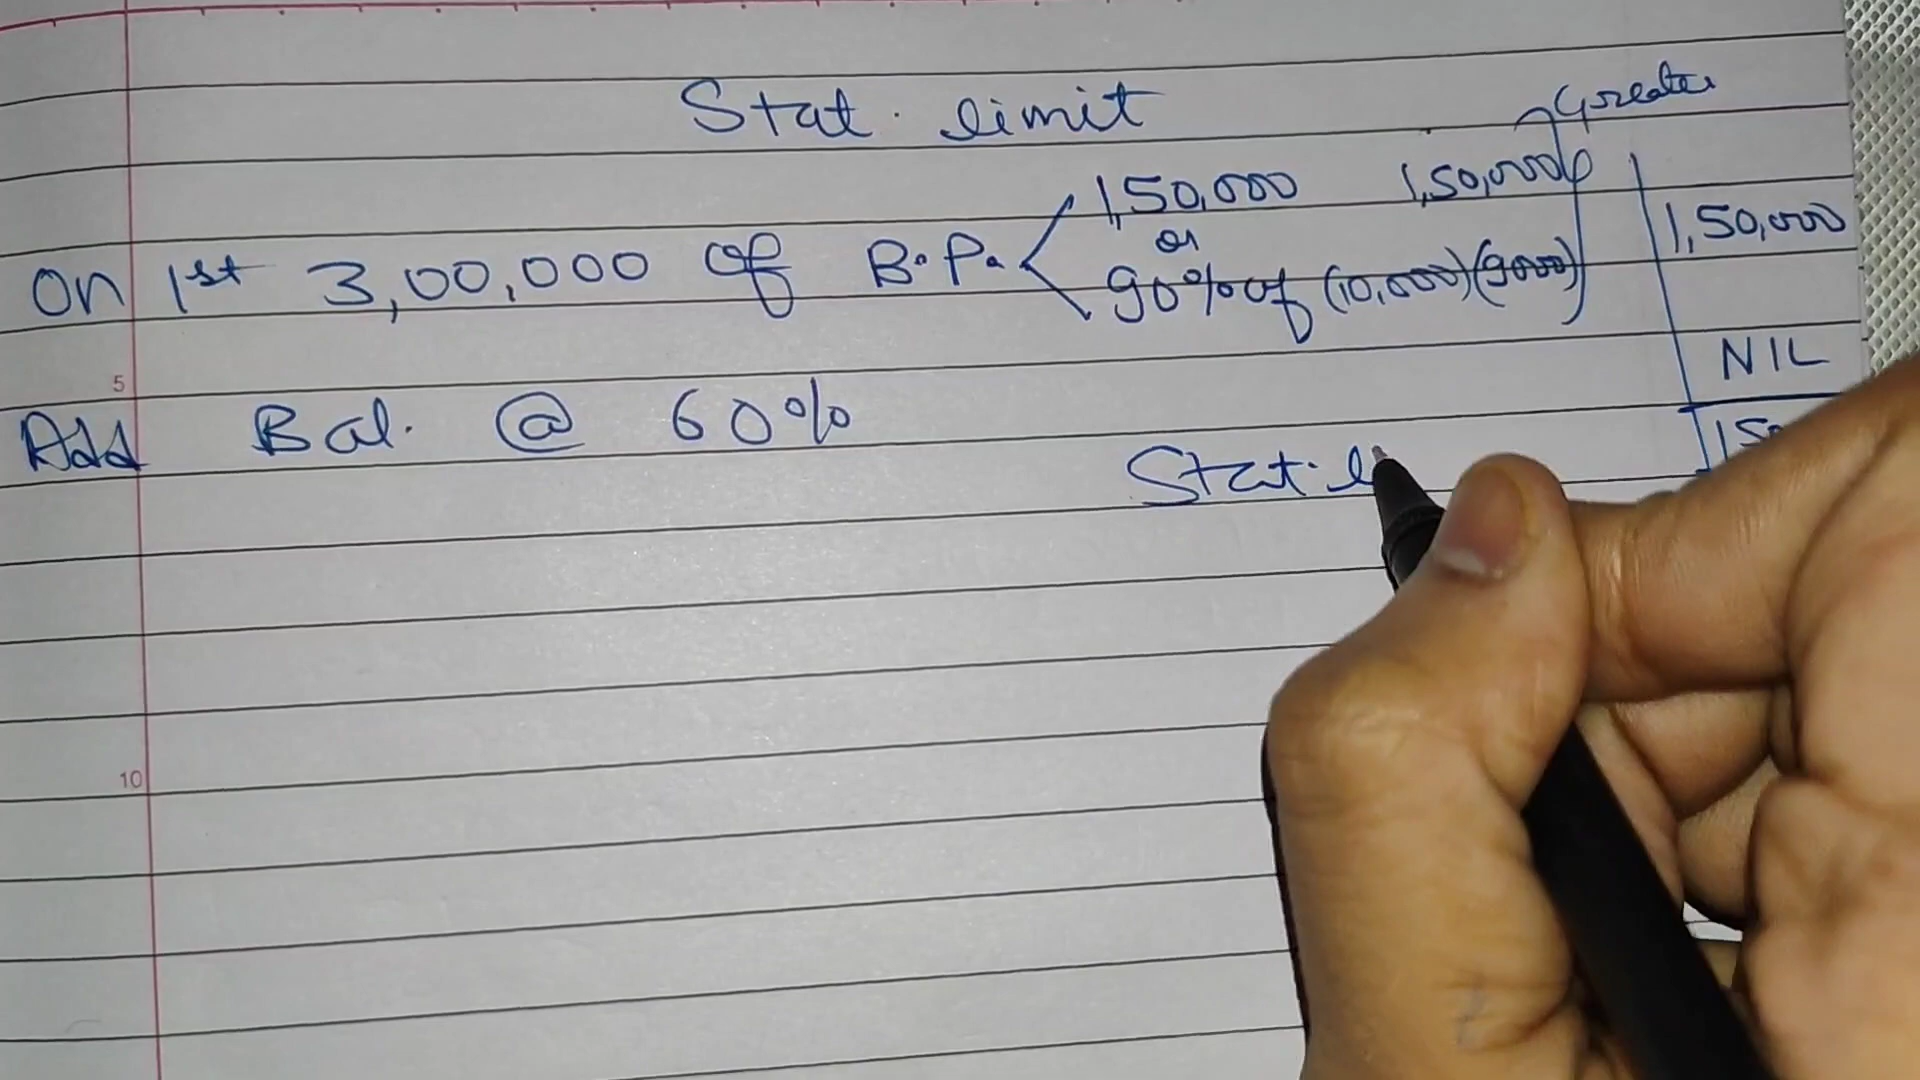 Stat. limit
Greater
1,50,000 1,50,000
or
On 1st 3,00,000 of B.P. 90% of (10,000) (9000) 1,50,000
5
NIL
Add Bal. @ 60%
Stat. l 150
10